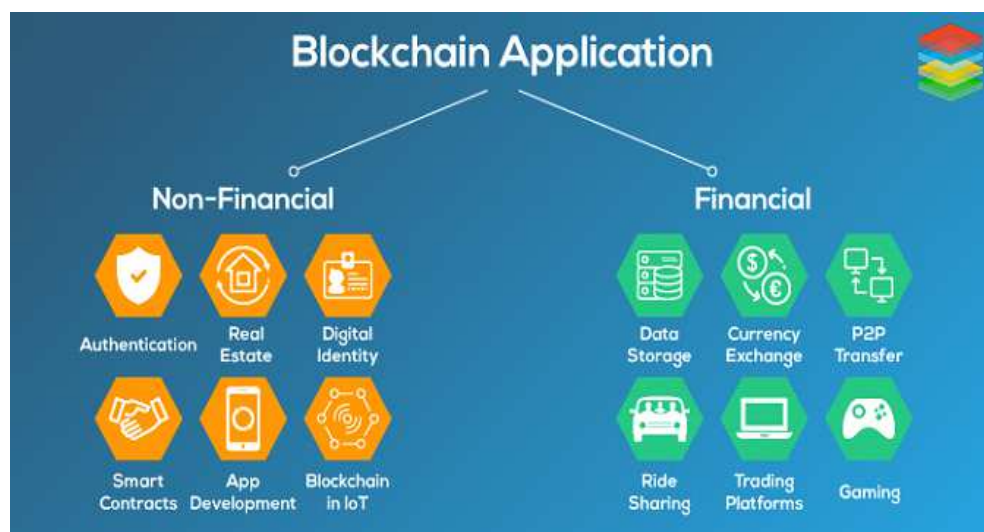 Blockchain Application
Non-Financial
Financial
Authentication
Real
Estate
Digital
Identity
Data
Storage
Currency
Exchange
P2P
Transfer
Smart
Contracts
App
Development
Blockchain
in IoT
Ride
Sharing
Trading
Platforms
Gaming